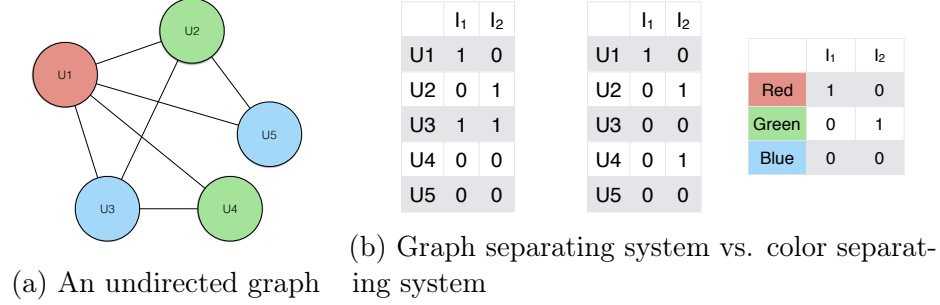 U2
U1
U5
U3
U4
I₁ I₂
U1 1 0
U2 0 1
U3 1 1
U4 0 0
U5 0 0
I₁ I₂
U1 1 0
U2 0 1
U3 0 0
U4 0 1
U5 0 0
I₁ I₂
Red 1 0
Green 0 1
Blue 0 0
(a) An undirected graph
(b) Graph separating system vs. color separat-
ing system